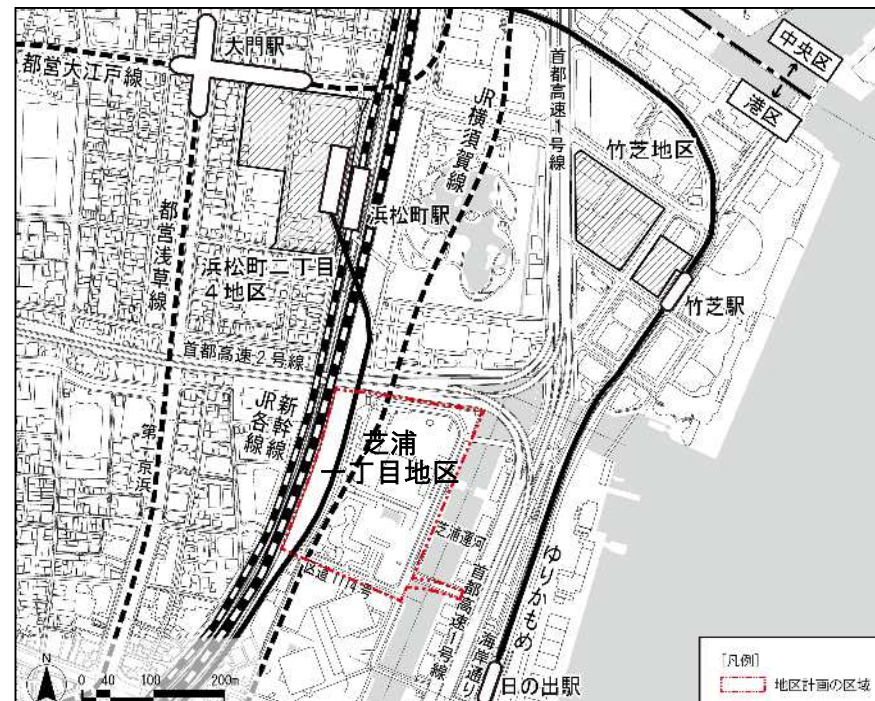 大門駅
都営大江戸線
JR横須賀線
首都高速1号線
中央区
港区
竹芝地区
浜松町駅
都営浅草線
浜松町二丁目
4地区
竹芝駅
首都高速2号線
JR新幹線
各線
第一京浜
芝浦
一丁目地区
芝浦運河
ゆりかもめ
区道1114号
首都高速1号線
海岸通り
日の出駅
N
0 40 100 200m
[凡例]
地区計画の区域